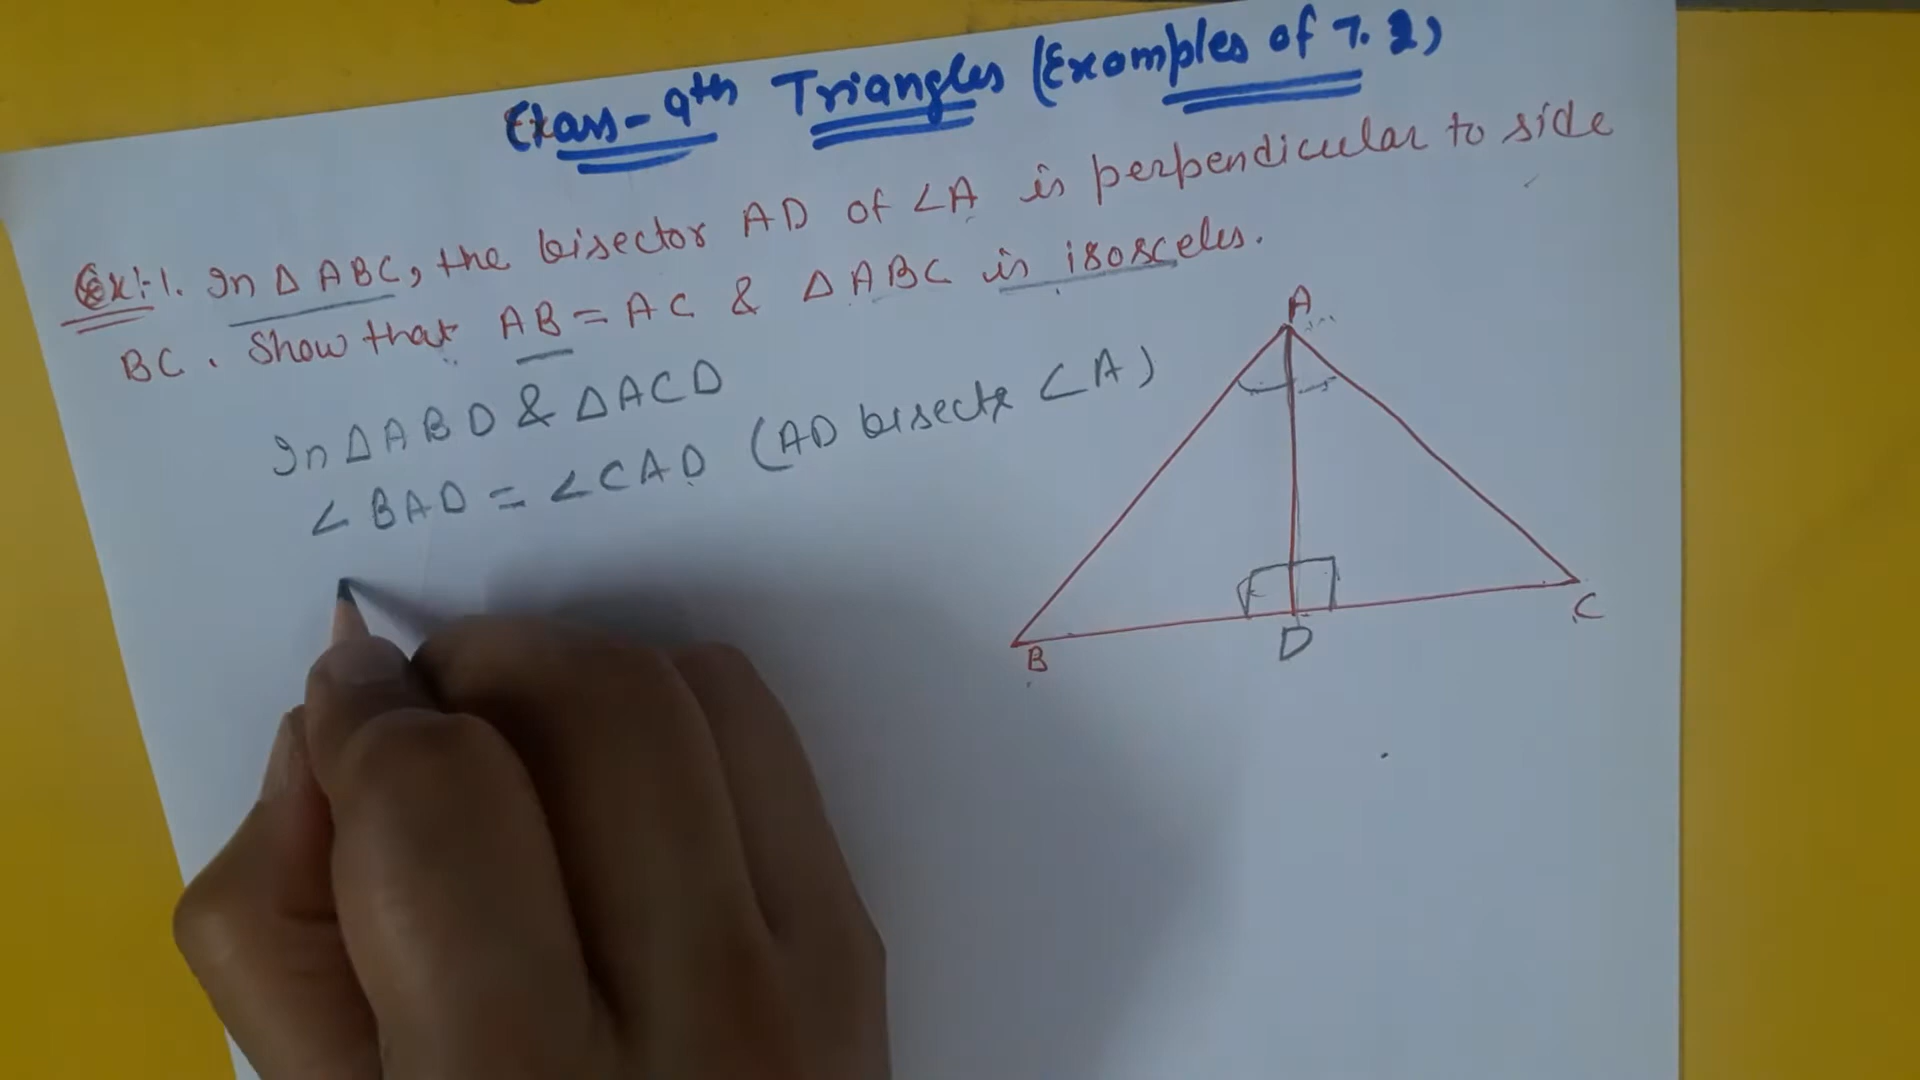 Class-9th Triangles (Examples of 7.2)
Ex:-1. In Δ ABC, the bisector AD of ∠A is perpendicular to side
BC. Show that AB = AC & Δ ABC is isosceles.
In Δ ABD & Δ ACD
∠BAD = ∠CAD (AD bisects ∠A)
A
B
D
C